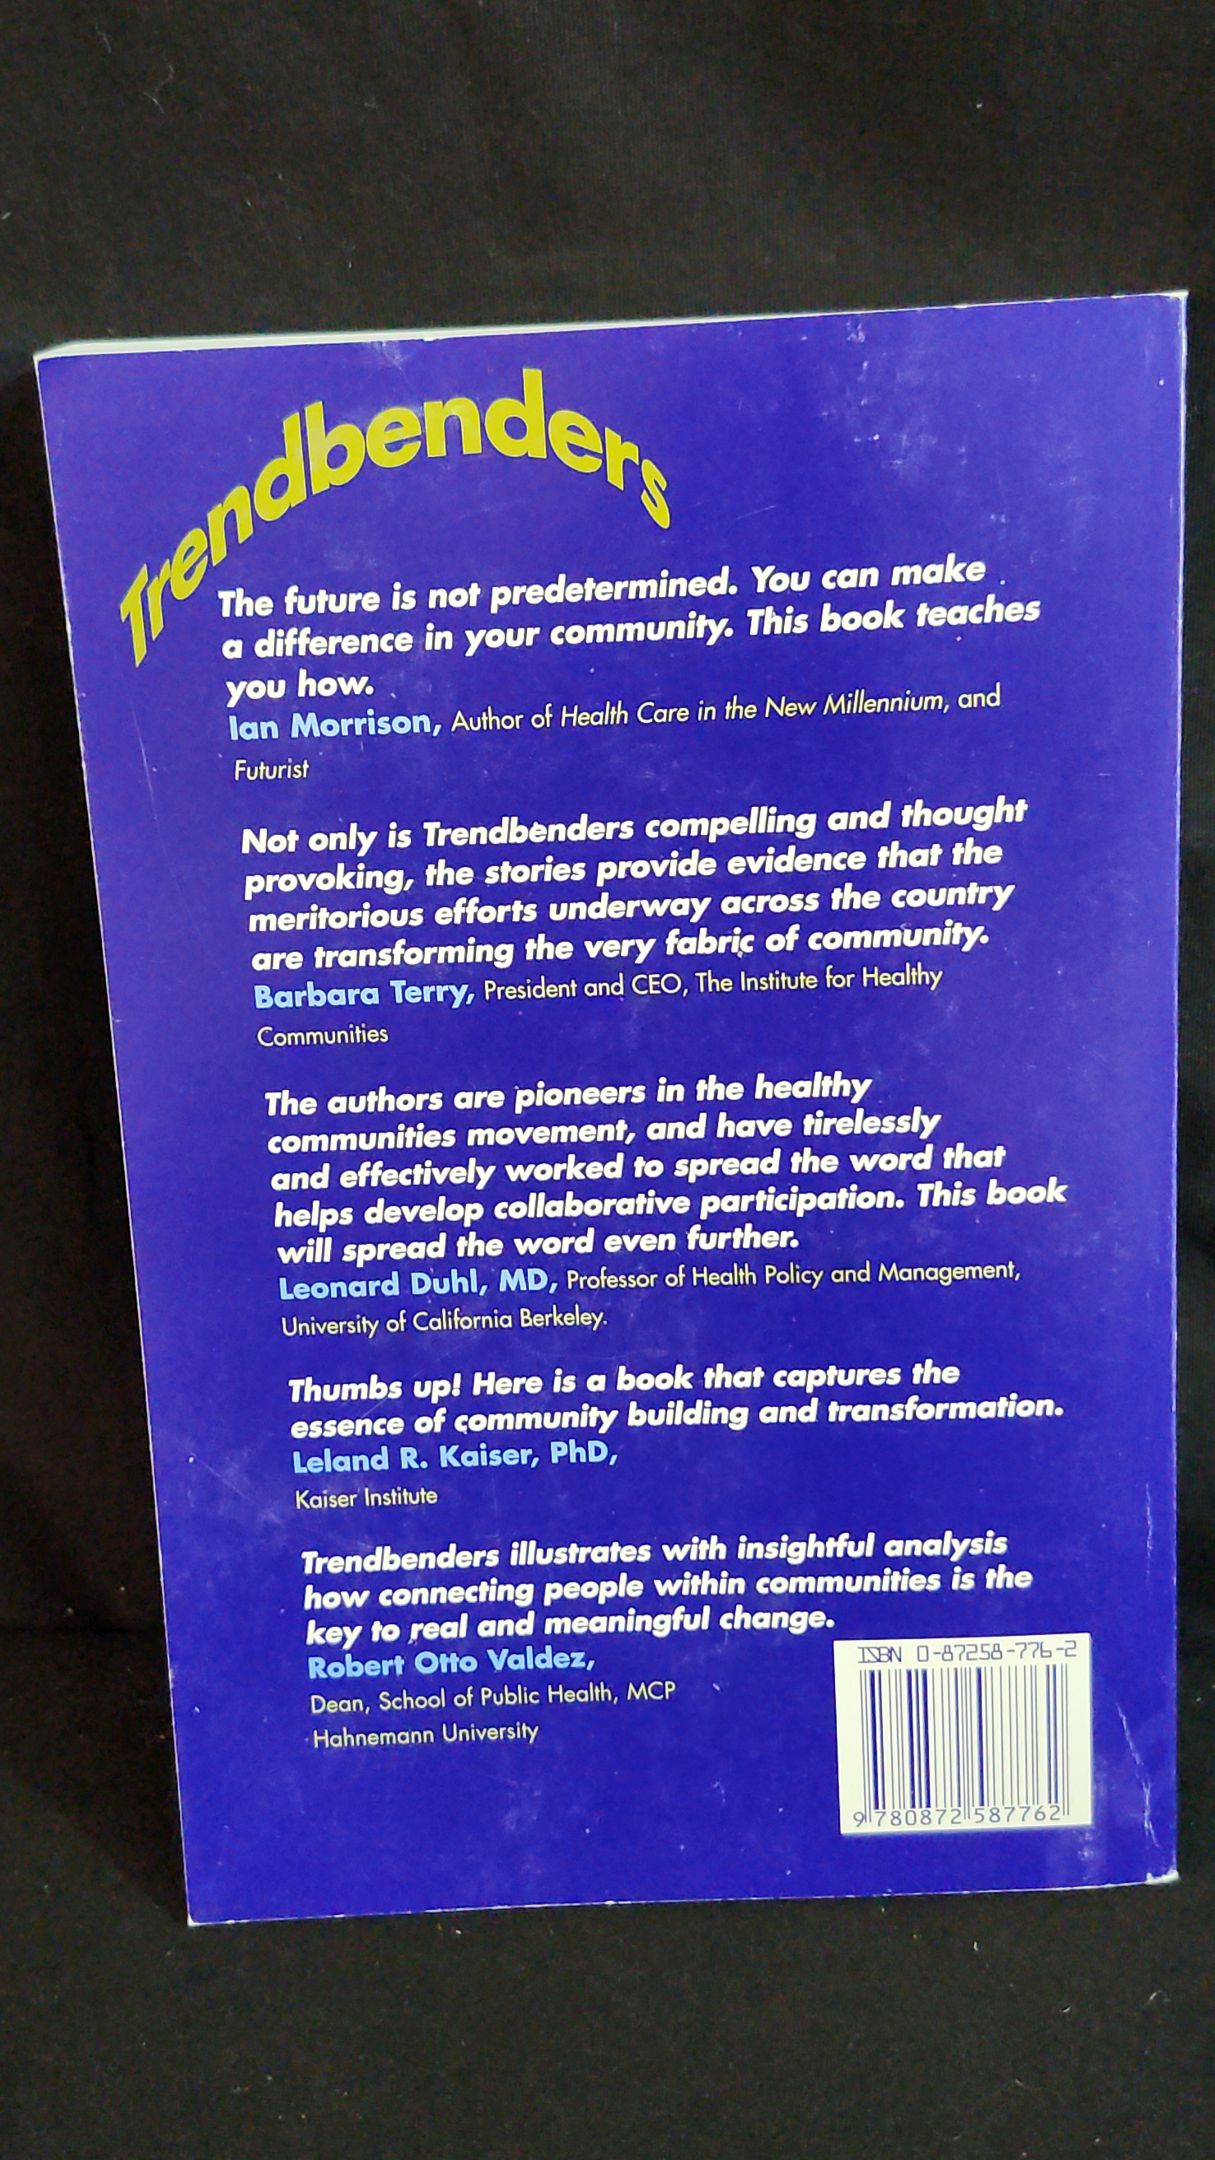 Trendbenders
The future is not predetermined. You can make
a difference in your community. This book teaches
you how.
Ian Morrison, Author of Health Care in the New Millennium, and
Futurist
Not only is Trendbenders compelling and thought
provoking, the stories provide evidence that the
meritorious efforts underway across the country
are transforming the very fabric of community.
Barbara Terry, President and CEO, The Institute for Healthy
Communities
The authors are pioneers in the healthy
communities movement, and have tirelessly
and effectively worked to spread the word that
helps develop collaborative participation. This book
will spread the word even further.
Leonard Duhl, MD, Professor of Health Policy and Management,
University of California Berkeley.
Thumbs up! Here is a book that captures the
essence of community building and transformation.
Leland R. Kaiser, PhD,
Kaiser Institute
Trendbenders illustrates with insightful analysis
how connecting people within communities is the
key to real and meaningful change.
Robert Otto Valdez,
Dean, School of Public Health, MCP
Hahnemann University
ISBN 0-87258-776-2
9 780872 587762